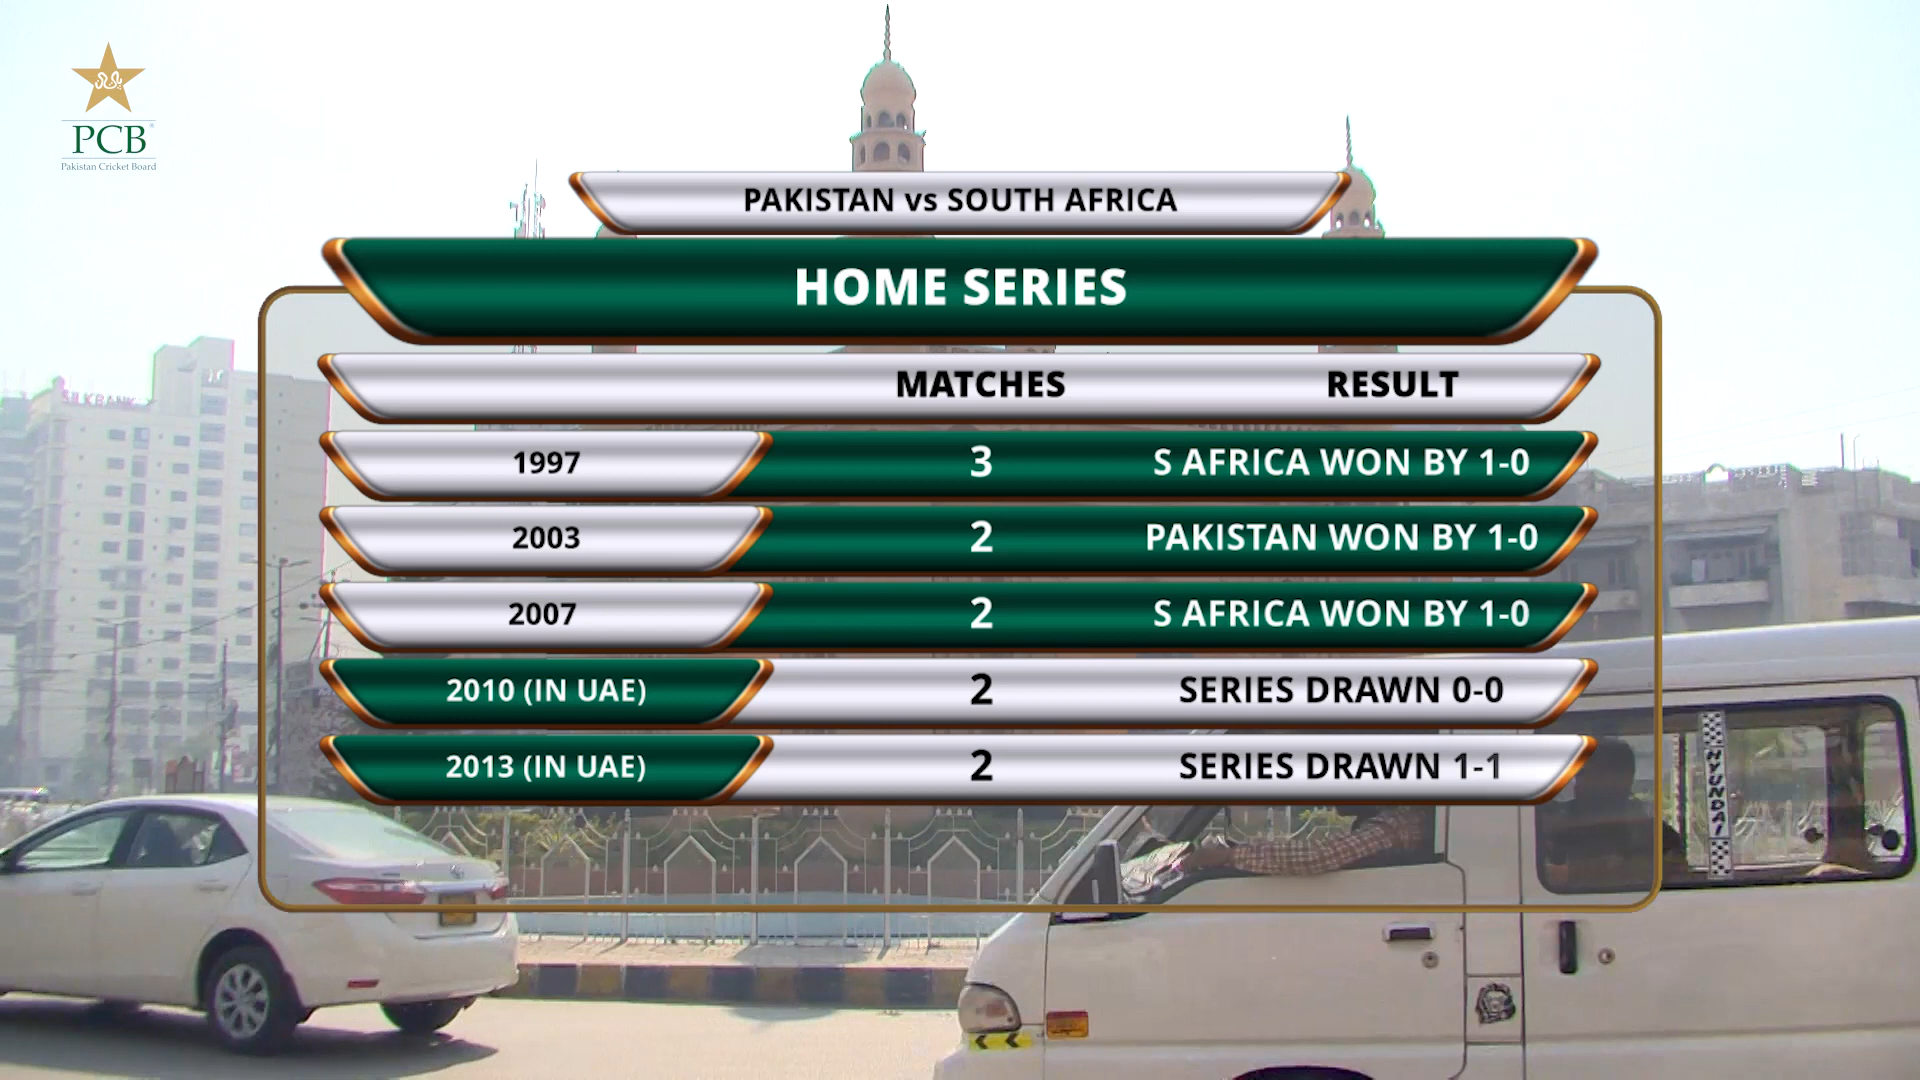 PCB
Pakistan Cricket Board
PAKISTAN vs SOUTH AFRICA
HOME SERIES
MATCHES RESULT
1997 3 S AFRICA WON BY 1-0
2003 2 PAKISTAN WON BY 1-0
2007 2 S AFRICA WON BY 1-0
2010 (IN UAE) 2 SERIES DRAWN 0-0
2013 (IN UAE) 2 SERIES DRAWN 1-1
SILKBANK
HYUNDAI